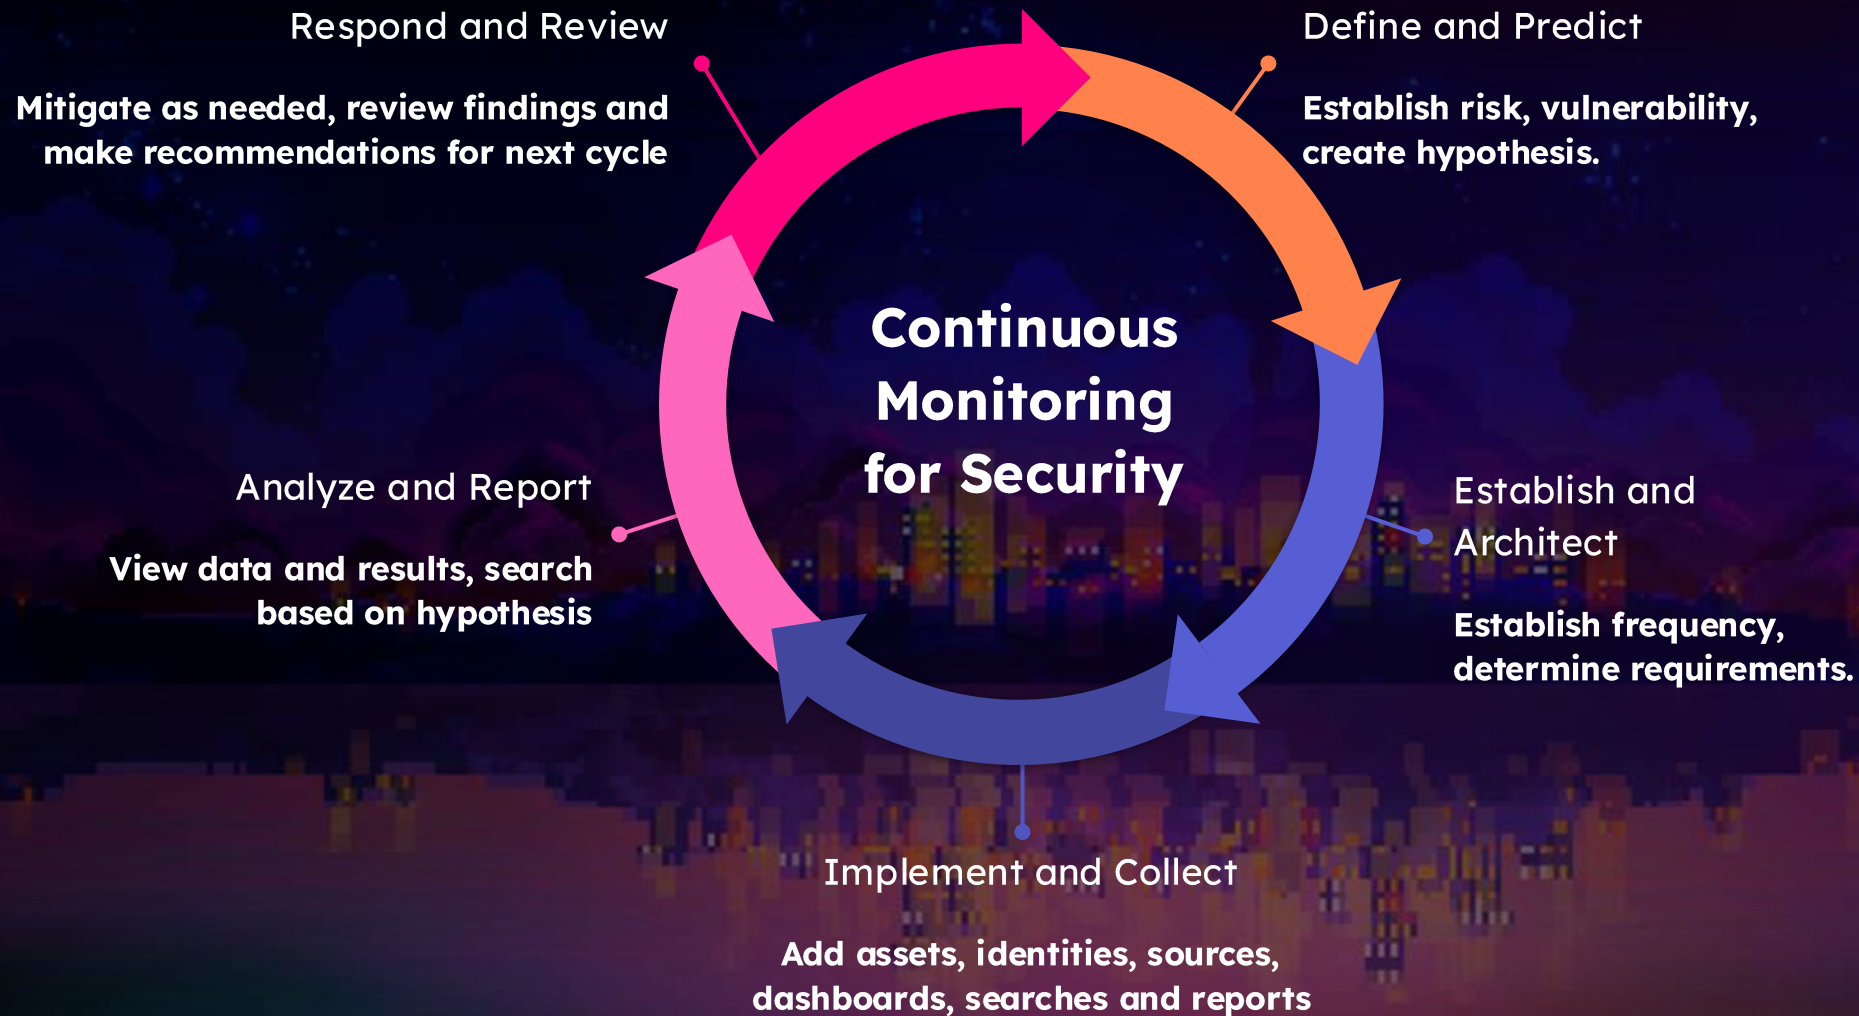 Respond and Review
Mitigate as needed, review findings and
make recommendations for next cycle
Define and Predict
Establish risk, vulnerability,
create hypothesis.
Continuous
Monitoring
for Security
Analyze and Report
View data and results, search
based on hypothesis
Establish and
Architect
Establish frequency,
determine requirements.
Implement and Collect
Add assets, identities, sources,
dashboards, searches and reports